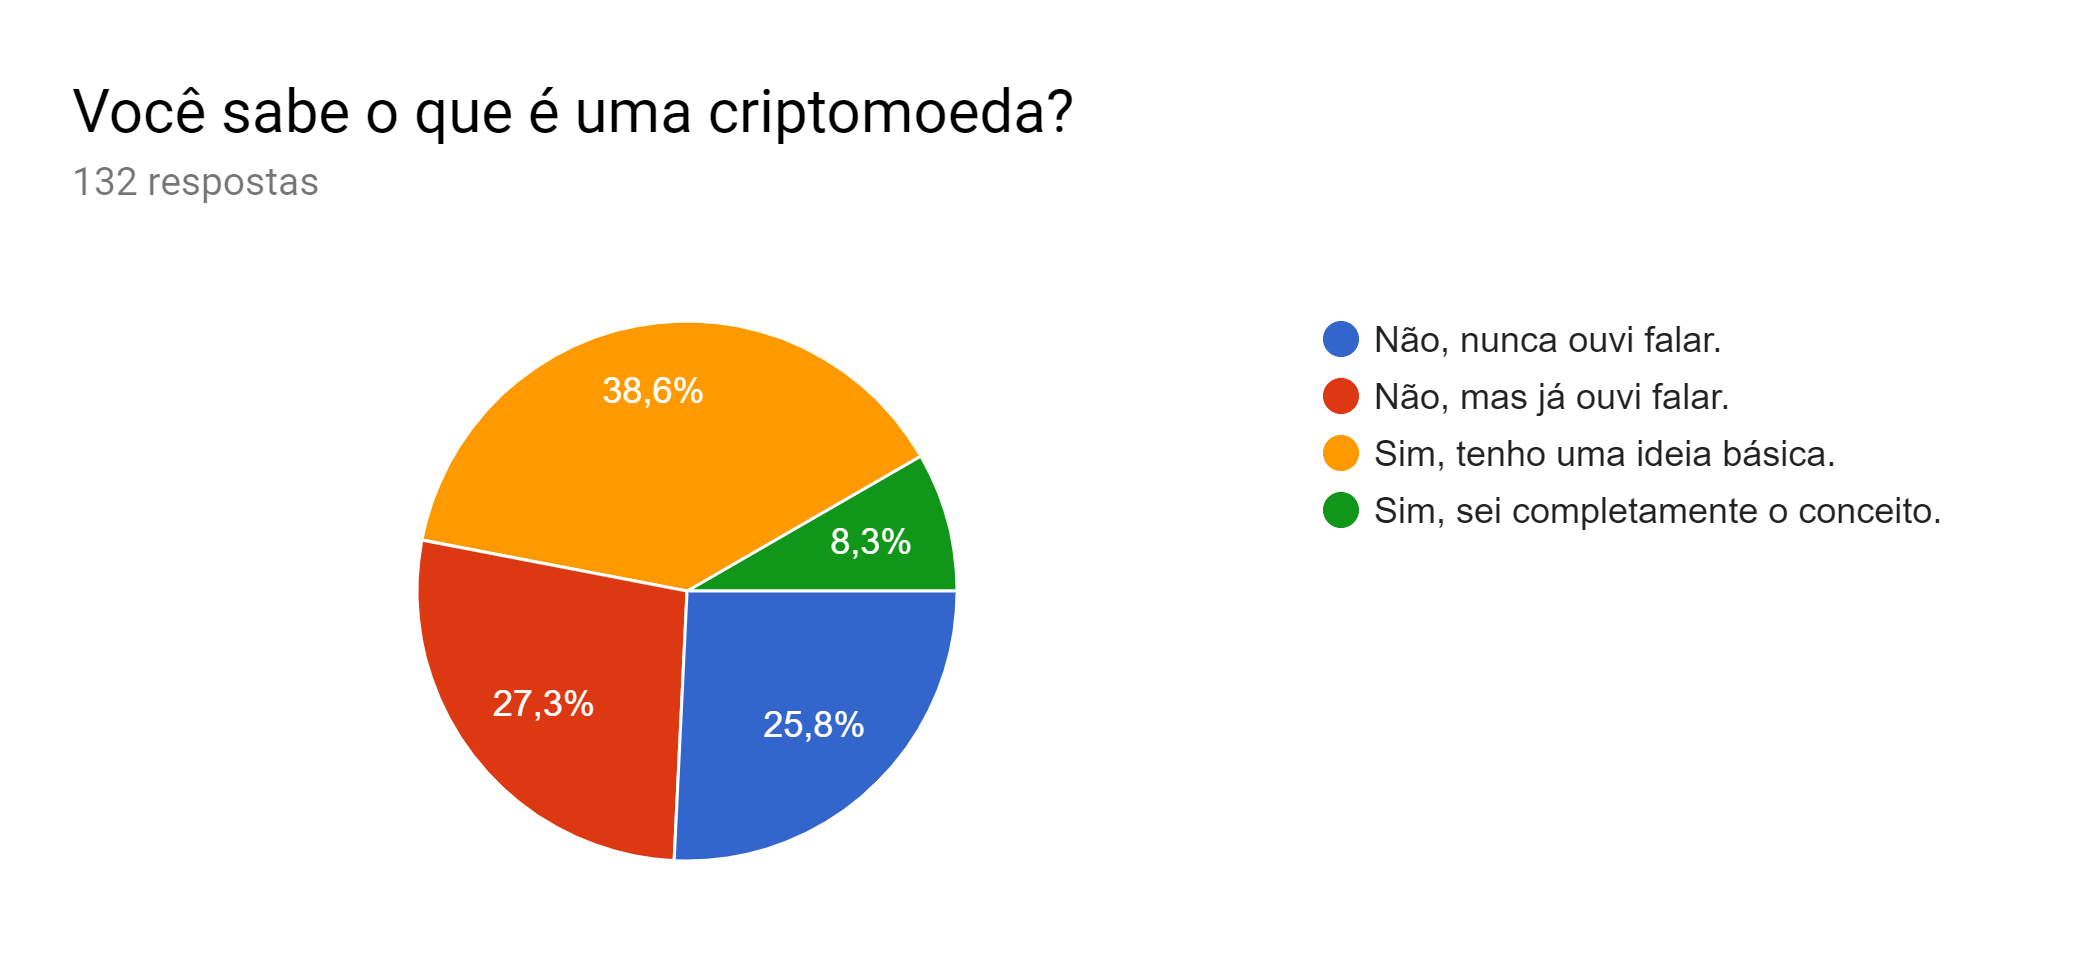 Você sabe o que é uma criptomoeda?
132 respostas
38,6%
8,3%
27,3%
25,8%
Não, nunca ouvi falar.
Não, mas já ouvi falar.
Sim, tenho uma ideia básica.
Sim, sei completamente o conceito.